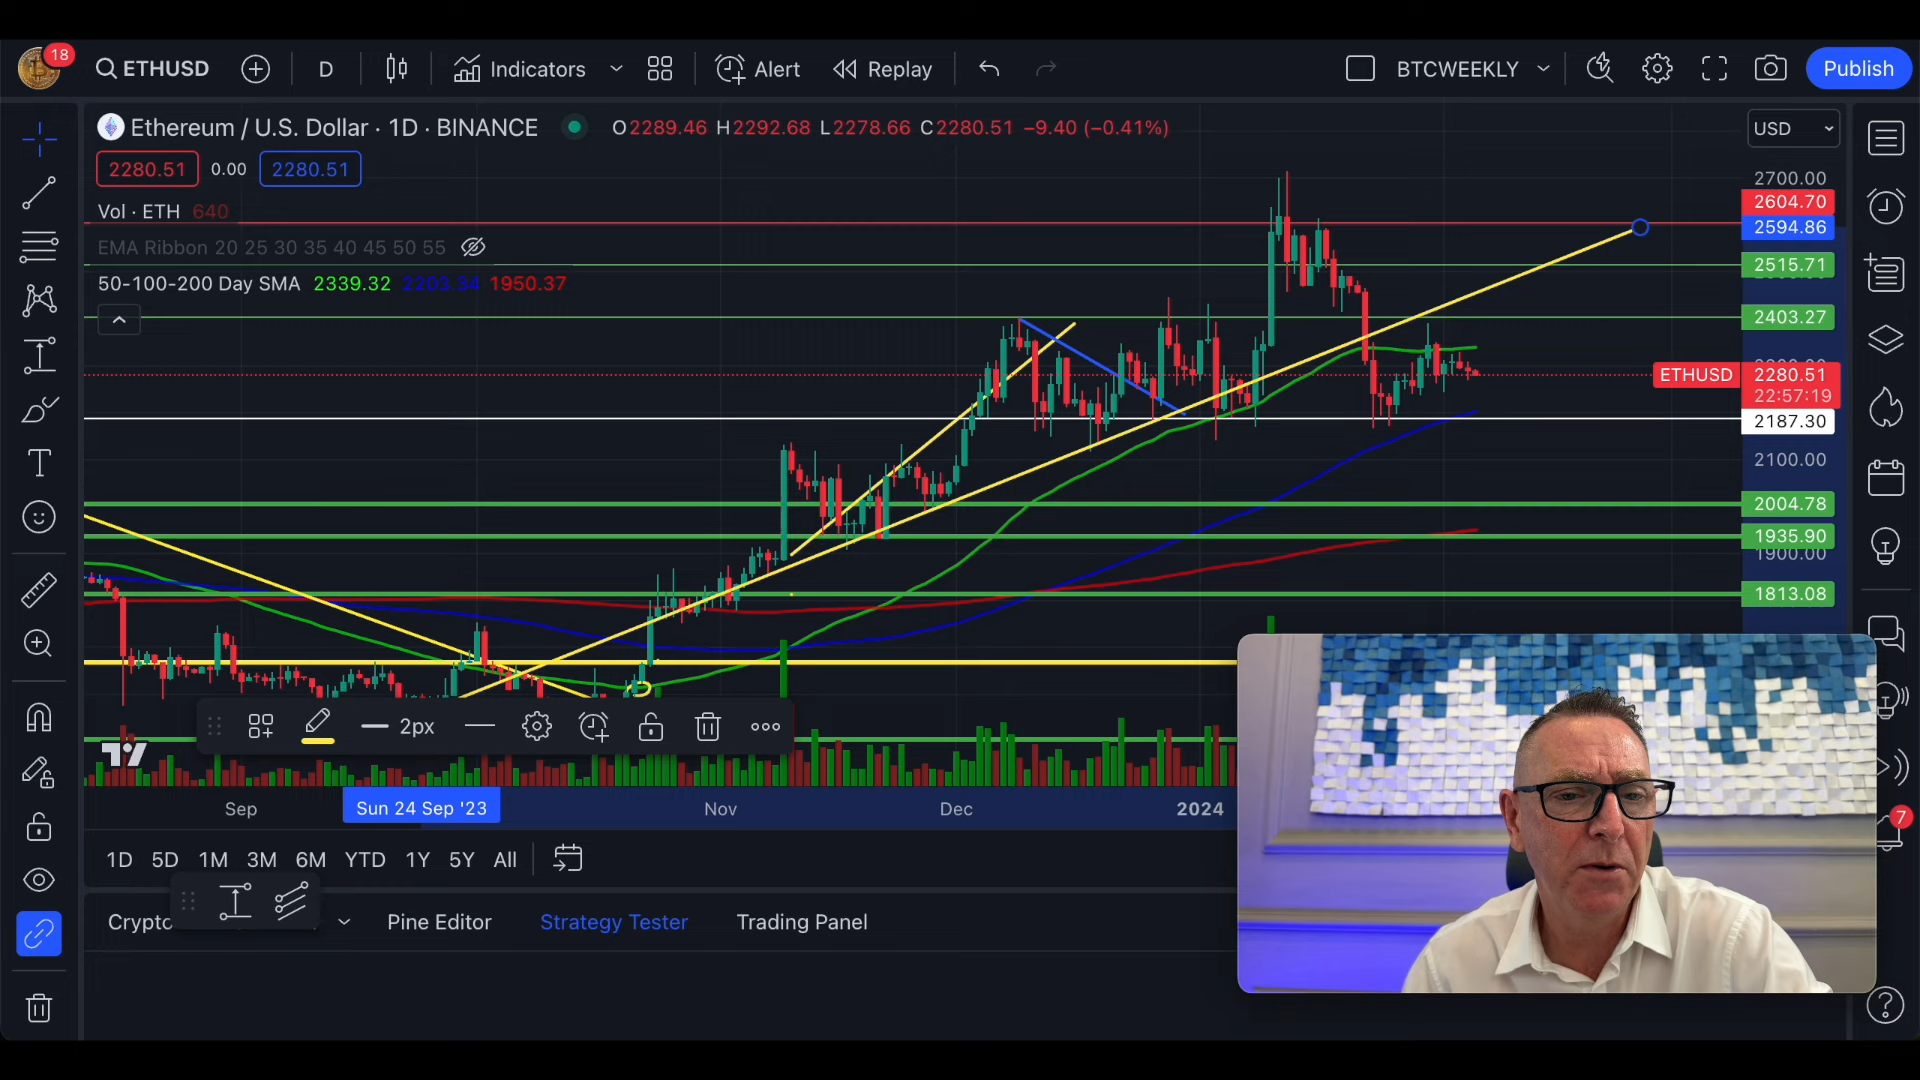 18
ETHUSD
D
Indicators
Alert
Replay
BTCWEEKLY
Publish
Ethereum / U.S. Dollar · 1D · BINANCE
O2289.46 H2292.68 L2278.66 C2280.51 −9.40 (−0.41%)
USD
2280.51 0.00 2280.51
Vol · ETH 640
EMA Ribbon 20 25 30 35 40 45 50 55
50-100-200 Day SMA 2339.32 2203.34 1950.37
2700.00
2604.70
2594.86
2515.71
2403.27
ETHUSD
2280.51
22:57:19
2187.30
2100.00
2004.78
1935.90
1900.00
1813.08
T
2px
Sep
Sun 24 Sep '23
Nov
Dec
2024
7
1D 5D 1M 3M 6M YTD 1Y 5Y All
Crypto
Pine Editor
Strategy Tester
Trading Panel